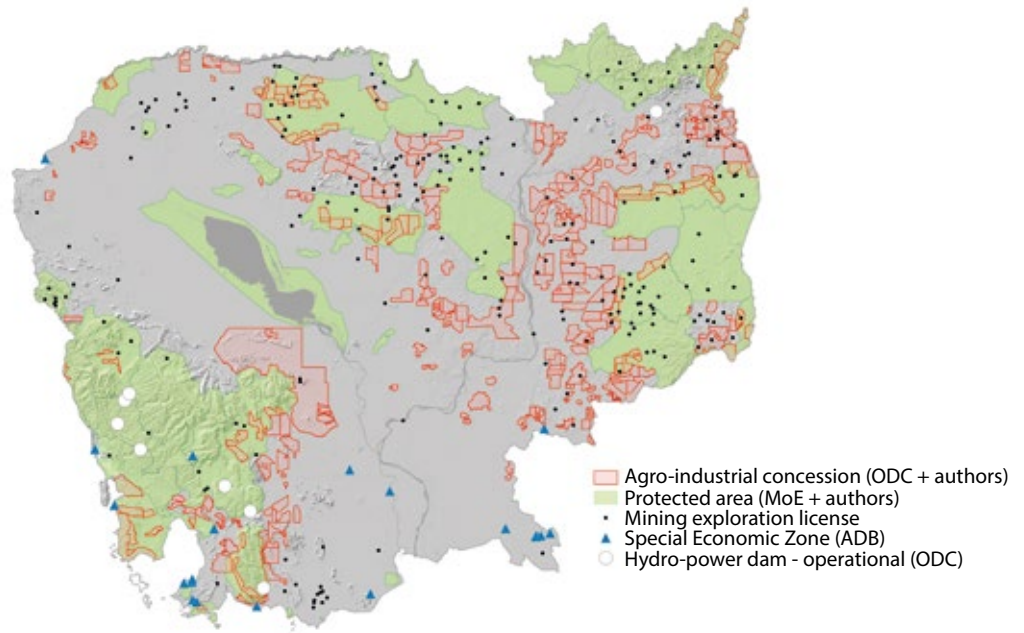 Agro-industrial concession (ODC + authors)
Protected area (MoE + authors)
Mining exploration license
Special Economic Zone (ADB)
Hydro-power dam - operational (ODC)